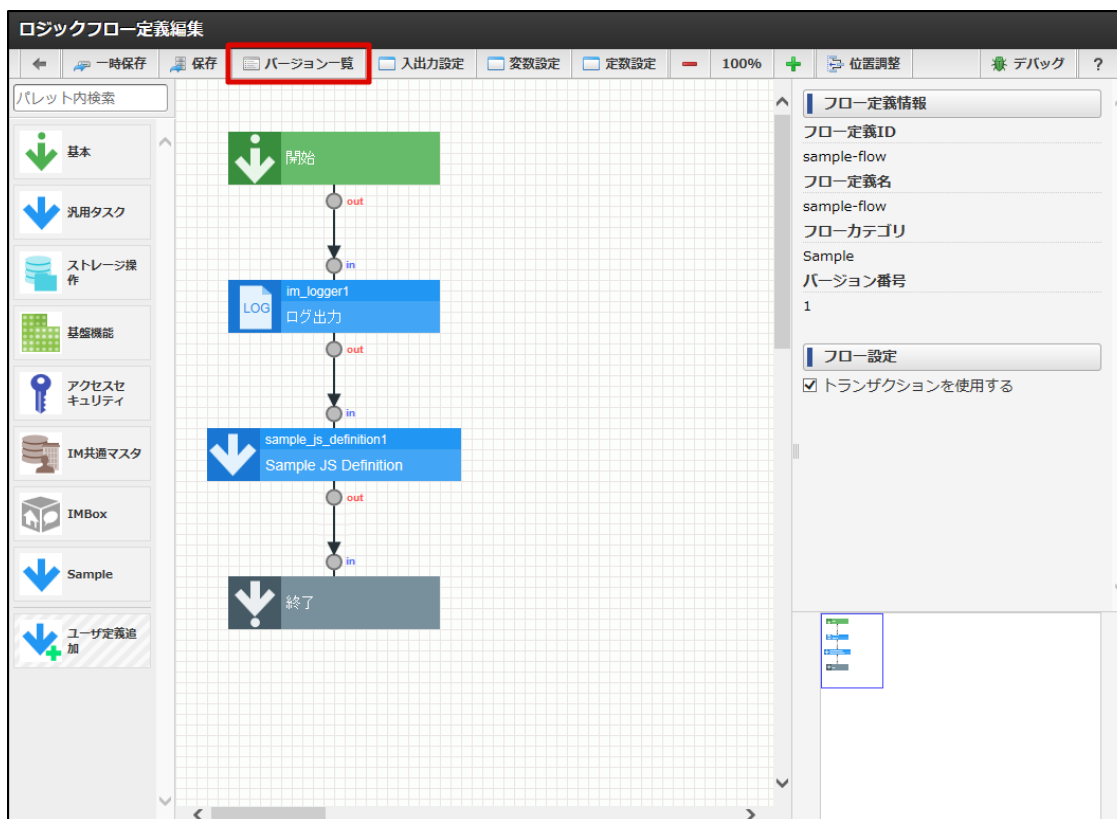 ロジックフロー定義編集
一時保存 保存 バージョン一覧 入出力設定 変数設定 定数設定 100% 位置調整 デバッグ ?
パレット内検索
基本
汎用タスク
ストレージ操
作
基盤機能
アクセスセ
キュリティ
IM共通マスタ
IMBox
Sample
ユーザ定義追
加
開始
out
in
im_logger1
LOG
ログ出力
out
in
sample_js_definition1
Sample JS Definition
out
in
終了
フロー定義情報
フロー定義ID
sample-flow
フロー定義名
sample-flow
フローカテゴリ
Sample
バージョン番号
1
フロー設定
トランザクションを使用する